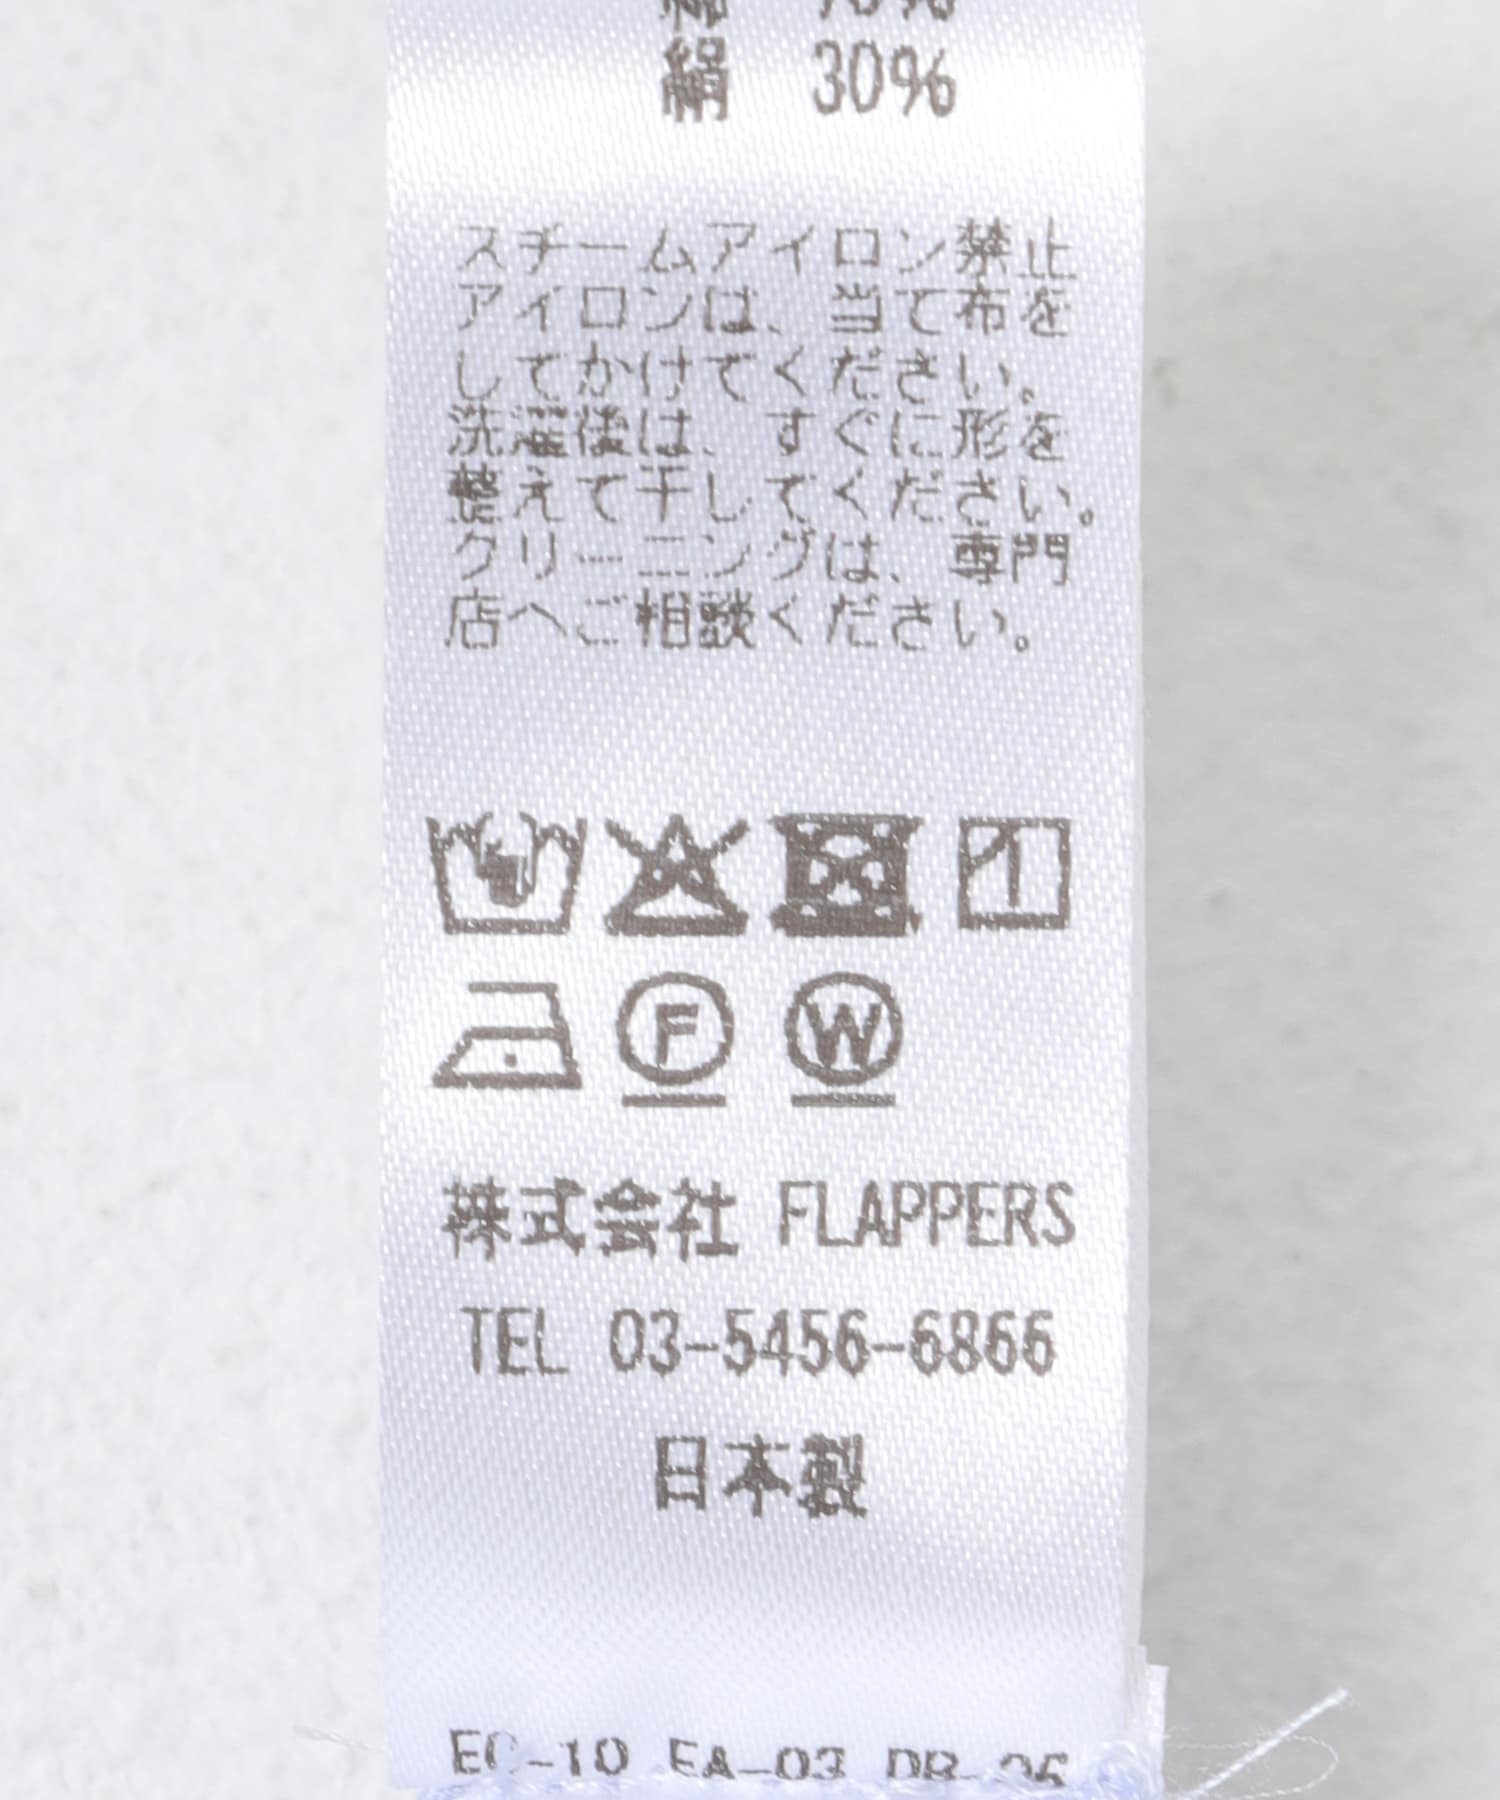 絹 30%
スチームアイロン禁止
アイロンは、当て布を
してかけてください。
洗濯後は、すぐに形を
整えて干してください。
クリーニングは、専門
店へご相談ください。
F W
株式会社 FLAPPERS
TEL 03-5456-6866
日本製
EC-10 EA-03